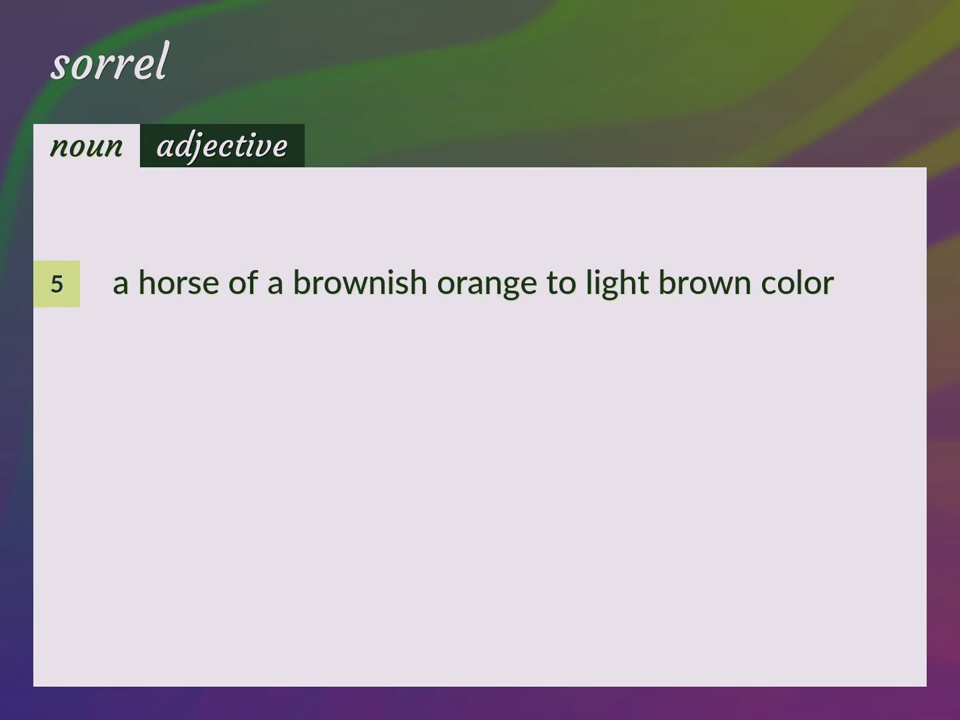 sorrel
noun adjective
5 a horse of a brownish orange to light brown color